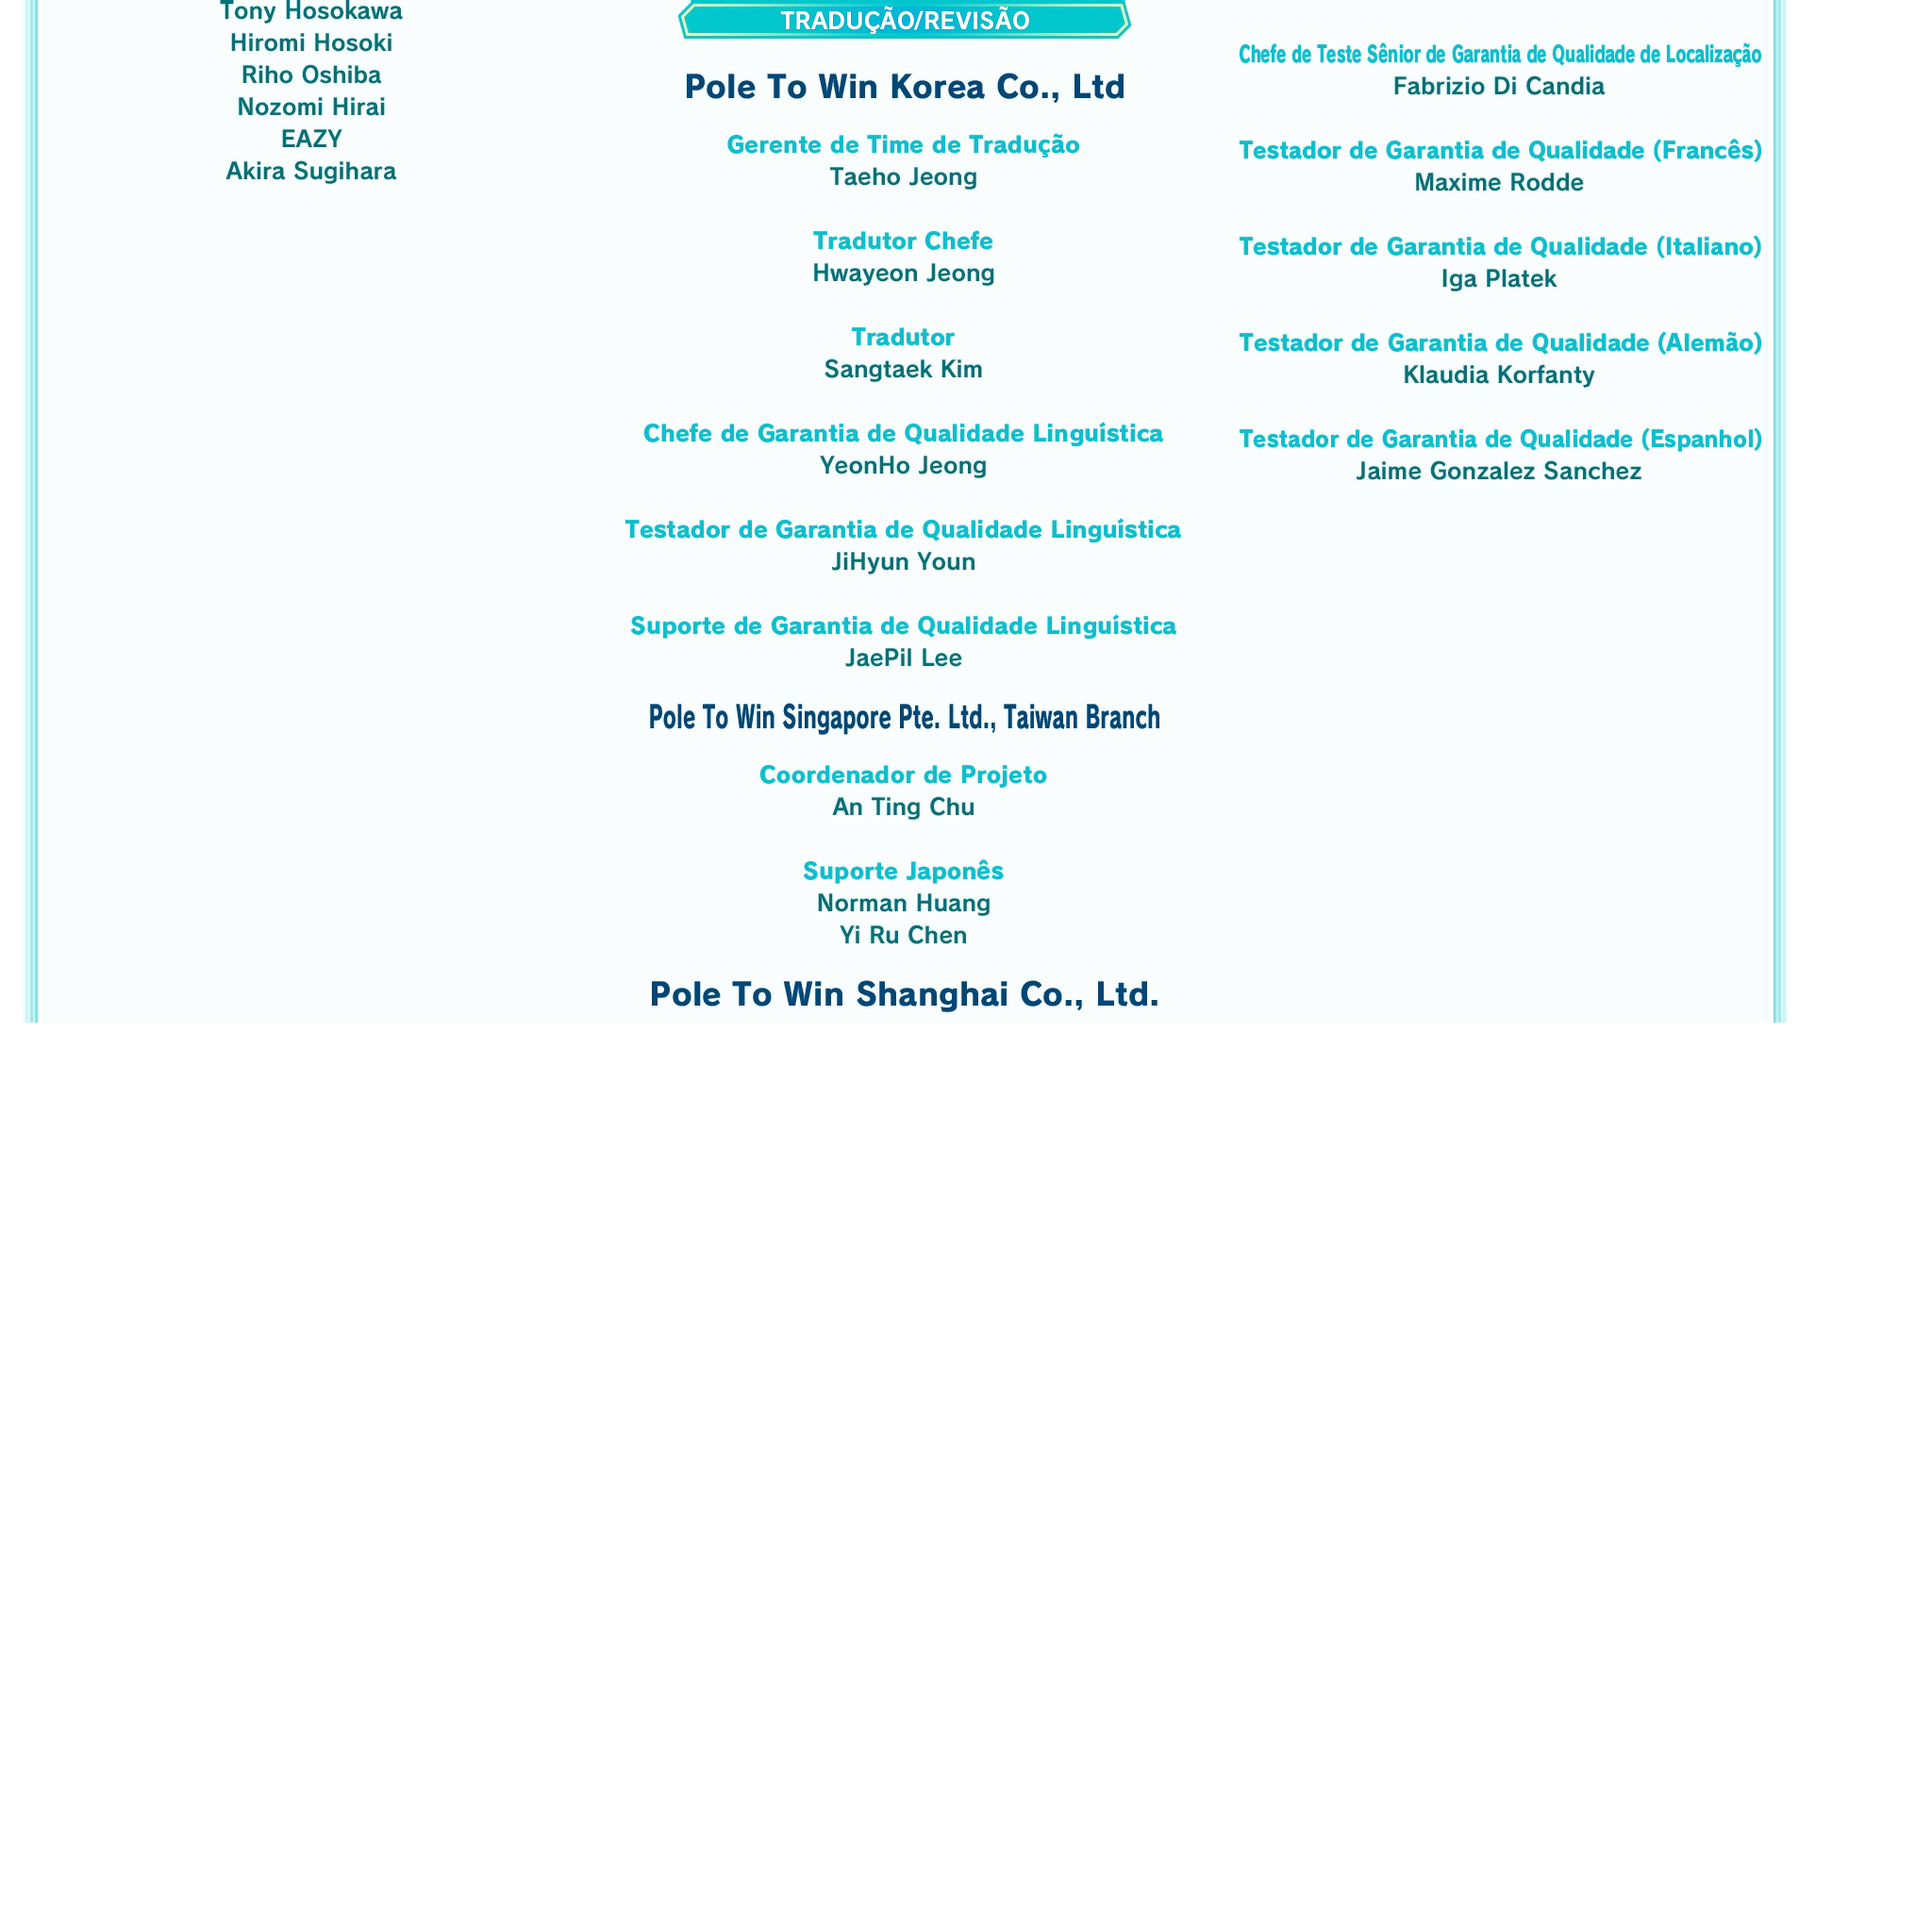 Tony Hosokawa
Hiromi Hosoki
Riho Oshiba
Nozomi Hirai
EAZY
Akira Sugihara
TRADUÇÃO/REVISÃO
Pole To Win Korea Co., Ltd
Gerente de Time de Tradução
Taeho Jeong
Tradutor Chefe
Hwayeon Jeong
Tradutor
Sangtaek Kim
Chefe de Garantia de Qualidade Linguística
YeonHo Jeong
Testador de Garantia de Qualidade Linguística
JiHyun Youn
Suporte de Garantia de Qualidade Linguística
JaePil Lee
Pole To Win Singapore Pte. Ltd., Taiwan Branch
Coordenador de Projeto
An Ting Chu
Suporte Japonês
Norman Huang
Yi Ru Chen
Pole To Win Shanghai Co., Ltd.
Chefe de Teste Sênior de Garantia de Qualidade de Localização
Fabrizio Di Candia
Testador de Garantia de Qualidade (Francês)
Maxime Rodde
Testador de Garantia de Qualidade (Italiano)
Iga Platek
Testador de Garantia de Qualidade (Alemão)
Klaudia Korfanty
Testador de Garantia de Qualidade (Espanhol)
Jaime Gonzalez Sanchez